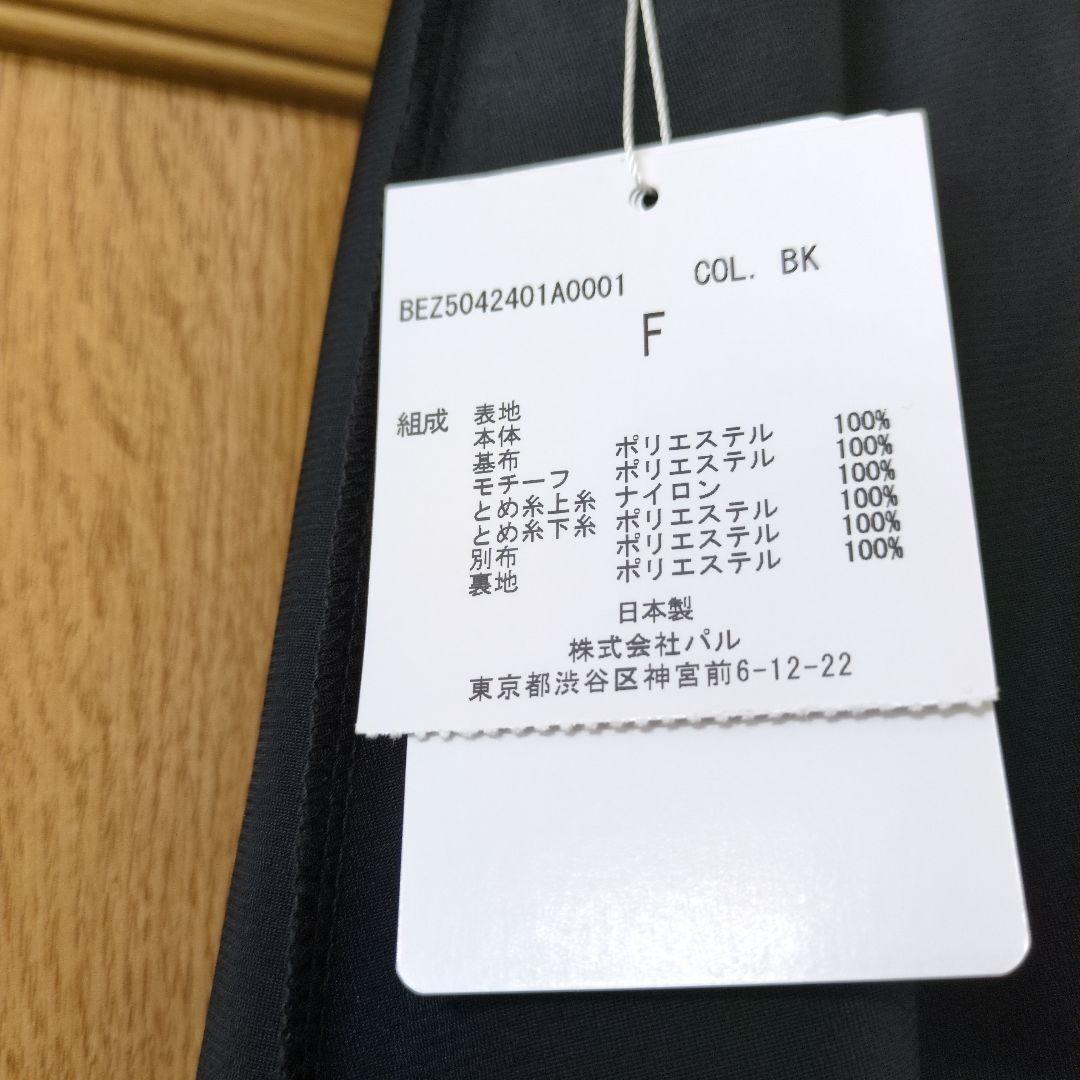 BEZ5042401A0001 COL. BK
F
組成 表地
本体
基布 ポリエステル 100%
モチーフ ポリエステル 100%
とめ糸上糸 ナイロン 100%
とめ糸下糸 ポリエステル 100%
別布 ポリエステル 100%
裏地 ポリエステル 100%
日本製
株式会社パル
東京都渋谷区神宮前6-12-22